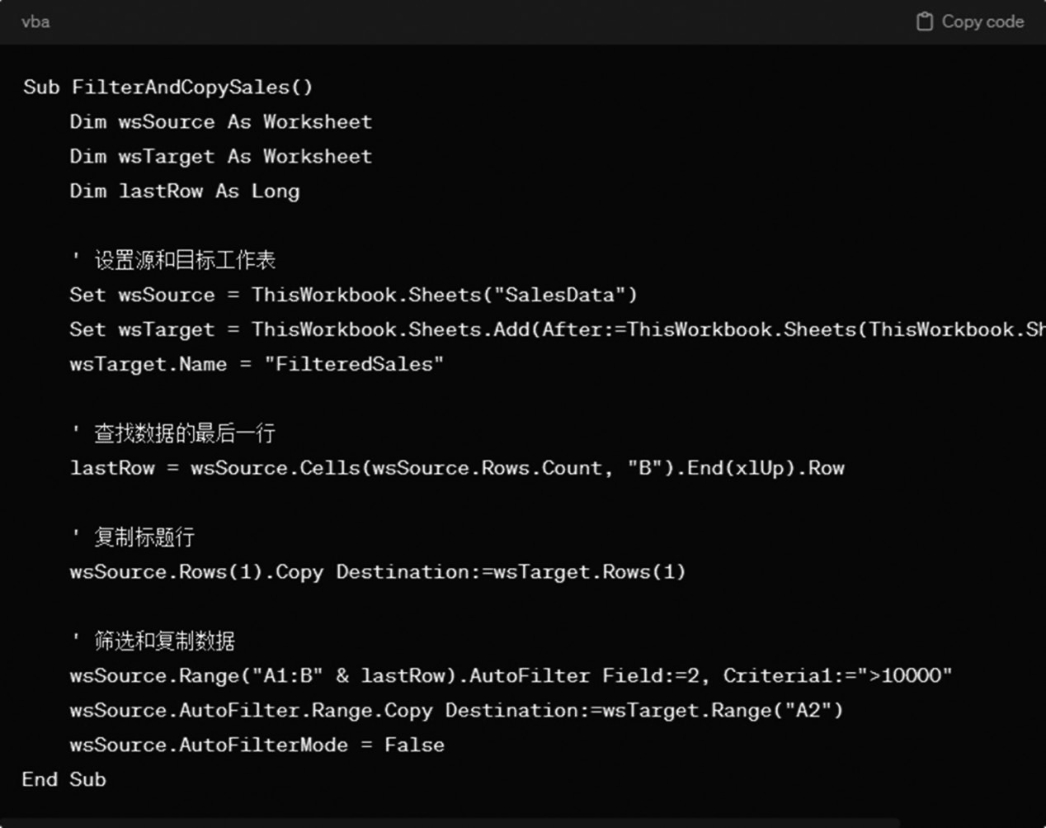 vba
Copy code
Sub FilterAndCopySales()
    Dim wsSource As Worksheet
    Dim wsTarget As Worksheet
    Dim lastRow As Long
    ' 设置源和目标工作表
    Set wsSource = ThisWorkbook.Sheets("SalesData")
    Set wsTarget = ThisWorkbook.Sheets.Add(After:=ThisWorkbook.Sheets(ThisWorkbook.Sh
    wsTarget.Name = "FilteredSales"
    ' 查找数据的最后一行
    lastRow = wsSource.Cells(wsSource.Rows.Count, "B").End(xlUp).Row
    ' 复制标题行
    wsSource.Rows(1).Copy Destination:=wsTarget.Rows(1)
    ' 筛选和复制数据
    wsSource.Range("A1:B" & lastRow).AutoFilter Field:=2, Criteria1:=">10000"
    wsSource.AutoFilter.Range.Copy Destination:=wsTarget.Range("A2")
    wsSource.AutoFilterMode = False
End Sub